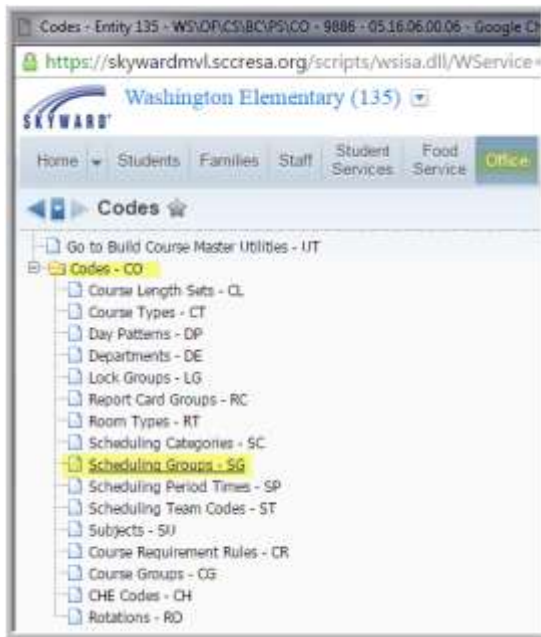 Codes - Entity 135 - WS\OF\CS\BC\PS\CO - 9886 - 05.16.06.00.06 - Google Ch
https://skywardmvl.sccresa.org/scripts/wsisa.dll/WService=
SKYWARD
Washington Elementary (135)
Home Students Families Staff Student Services Food Service Office
Codes
Go to Build Course Master Utilities - UT
Codes - CO
Course Length Sets - CL
Course Types - CT
Day Patterns - DP
Departments - DE
Lock Groups - LG
Report Card Groups - RC
Room Types - RT
Scheduling Categories - SC
Scheduling Groups - SG
Scheduling Period Times - SP
Scheduling Team Codes - ST
Subjects - SU
Course Requirement Rules - CR
Course Groups - CG
CHE Codes - CH
Rotations - RO